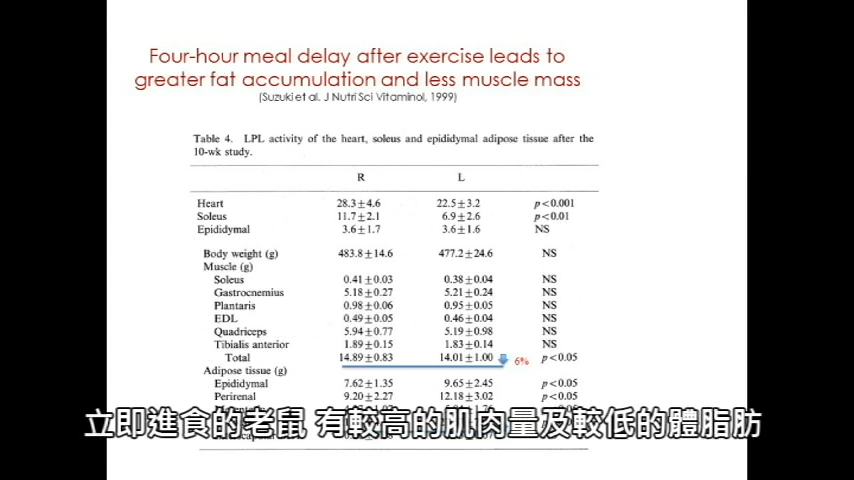 Four-hour meal delay after exercise leads to
greater fat accumulation and less muscle mass
(Suzuki et al. J Nutri Sci Vitaminol, 1999)
Table 4. LPL activity of the heart, soleus and epididymal adipose tissue after the
10-wk study.
R L
Heart 28.3±4.6 22.5±3.2 p<0.001
Soleus 11.7±2.1 6.9±2.6 p<0.01
Epididymal 3.6±1.7 3.6±1.6 NS
Body weight (g) 483.8±14.6 477.2±24.6 NS
Muscle (g)
Soleus 0.41±0.03 0.38±0.04 NS
Gastrocnemius 5.18±0.27 5.21±0.24 NS
Plantaris 0.98±0.06 0.95±0.05 NS
EDL 0.49±0.05 0.46±0.04 NS
Quadriceps 5.94±0.77 5.19±0.98 NS
Tibialis anterior 1.89±0.15 1.83±0.14 NS
Total 14.89±0.83 14.01±1.00 6% p<0.05
Adipose tissue (g)
Epididymal 7.62±1.35 9.65±2.45 p<0.05
Perirenal 9.20±2.27 12.18±3.02 p<0.05
立即進食的老鼠 有較高的肌肉量及較低的體脂肪